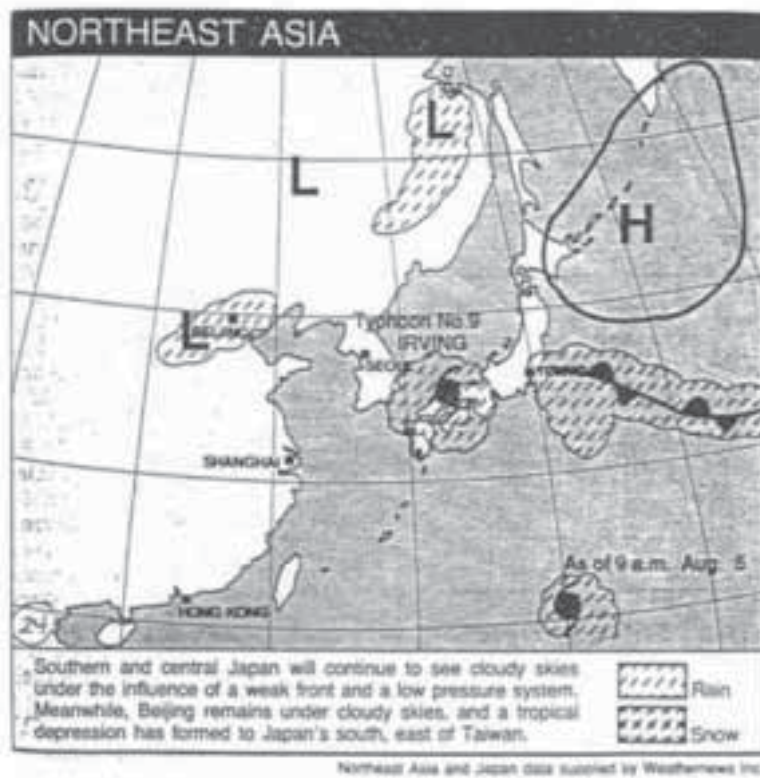 NORTHEAST ASIA
L
L
H
L
BEIJING
Typhoon No.9
IRVING
SEOUL
TOKYO
SHANGHAI
As of 9 a.m. Aug. 5
HONG KONG
24
Southern and central Japan will continue to see cloudy skies
under the influence of a weak front and a low pressure system.
Meanwhile, Beijing remains under cloudy skies, and a tropical
depression has formed to Japan's south, east of Taiwan.
Rain
Snow
Northeast Asia and Japan data supplied by Weathernews Inc